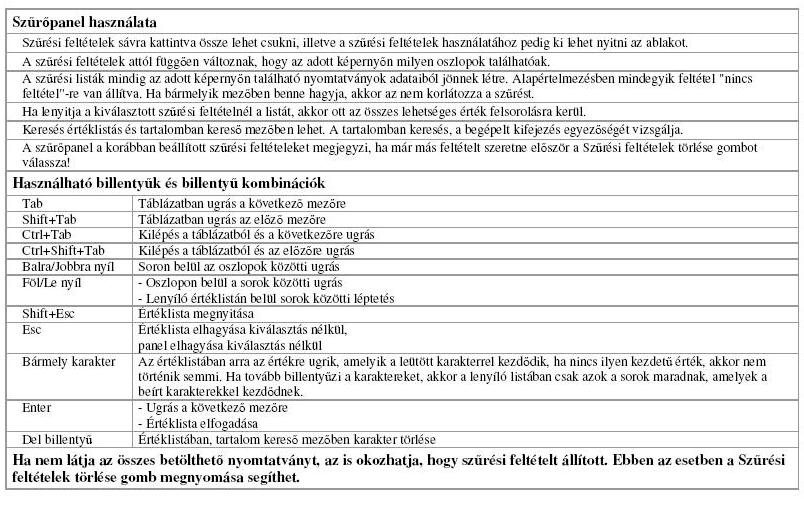 Szűrőpanel használata
Szűrési feltételek sávra kattintva össze lehet csukni, illetve a szűrési feltételek használatához pedig ki lehet nyitni az ablakot.
A szűrési feltételek attól függően változnak, hogy az adott képernyőn milyen oszlopok találhatóak.
A szűrési listák mindig az adott képernyőn található nyomtatványok adataiból jönnek létre. Alapértelmezésben mindegyik feltétel "nincs
feltétel"-re van állítva. Ha bármelyik mezőben benne hagyja, akkor az nem korlátozza a szűrést.
Ha lenyitja a kiválasztott szűrési feltételnél a listát, akkor ott az összes lehetséges érték felsorolásra kerül.
Keresés értéklistás és tartalomban kereső mezőben lehet. A tartalomban keresés, a begépelt kifejezés egyezőségét vizsgálja.
A szűrőpanel a korábban beállított szűrési feltételeket megjegyzi, ha már más feltételt szeretne először a Szűrési feltételek törlése gombot
válassza!
Használható billentyűk és billentyű kombinációk
Tab Táblázatban ugrás a következő mezőre
Shift+Tab Táblázatban ugrás az előző mezőre
Ctrl+Tab Kilépés a táblázatból és a következőre ugrás
Ctrl+Shift+Tab Kilépés a táblázatból és az előzőre ugrás
Balra/Jobbra nyíl Soron belül az oszlopok közötti ugrás
Föl/Le nyíl - Oszlopon belül a sorok közötti ugrás
- Lenyíló értéklistán belül sorok közötti léptetés
Shift+Esc Értéklista megnyitása
Esc Értéklista elhagyása kiválasztás nélkül,
panel elhagyása kiválasztás nélkül
Bármely karakter Az értéklistában arra az értékre ugrik, amelyik a leütött karakterrel kezdődik, ha nincs ilyen kezdetű érték, akkor nem
történik semmi. Ha tovább billentyűzi a karaktereket, akkor a lenyíló listában csak azok a sorok maradnak, amelyek a
beírt karakterekkel kezdődnek.
Enter - Ugrás a következő mezőre
- Értéklista elfogadása
Del billentyű Értéklistában, tartalom kereső mezőben karakter törlése
Ha nem látja az összes betölthető nyomtatványt, az is okozhatja, hogy szűrési feltételt állított. Ebben az esetben a Szűrési
feltételek törlése gomb megnyomása segíthet.